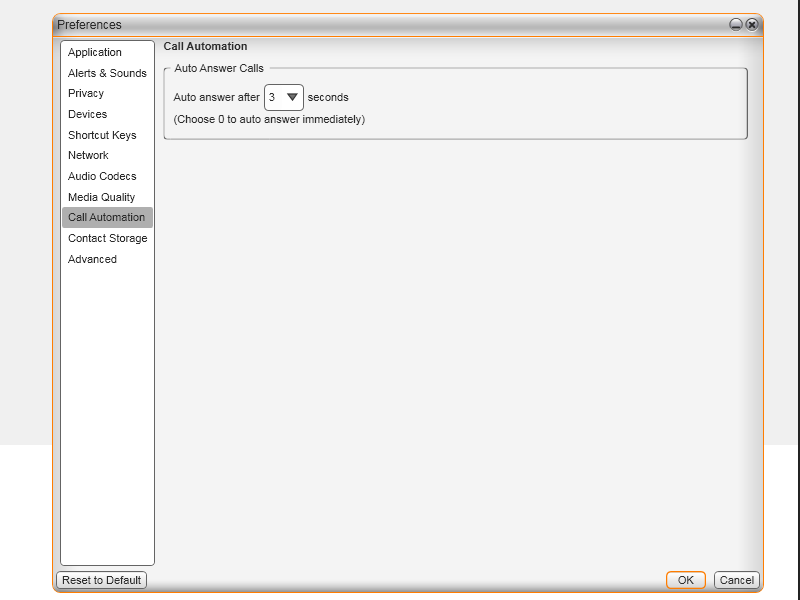 Preferences
Application
Alerts & Sounds
Privacy
Devices
Shortcut Keys
Network
Audio Codecs
Media Quality
Call Automation
Contact Storage
Advanced
Call Automation
Auto Answer Calls
Auto answer after 3 seconds
(Choose 0 to auto answer immediately)
Reset to Default
OK
Cancel